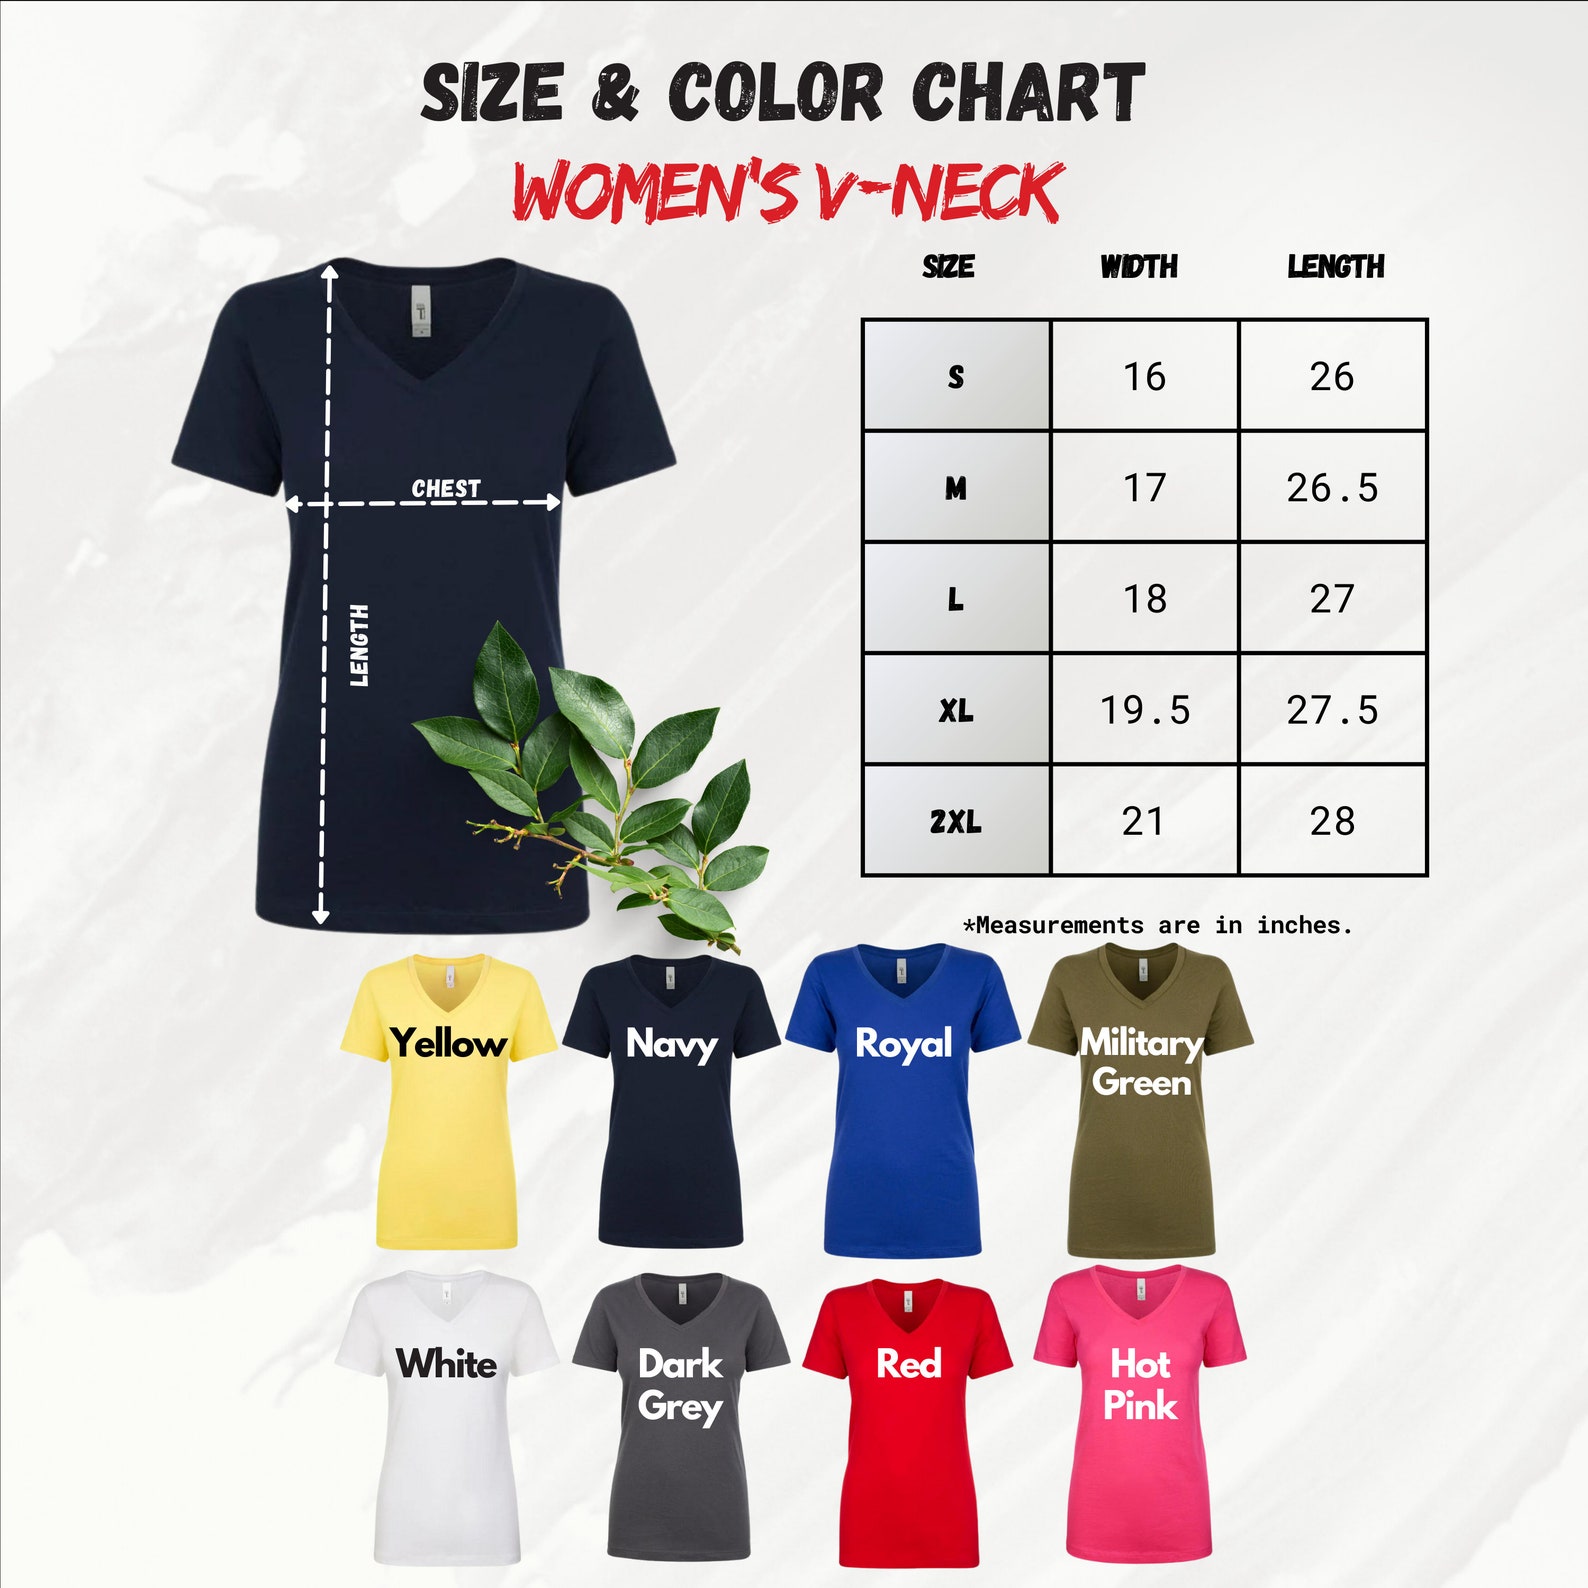 SIZE & COLOR CHART
WOMEN'S V-NECK
SIZE WIDTH LENGTH
S 16 26
M 17 26.5
L 18 27
XL 19.5 27.5
2XL 21 28
*Measurements are in inches.
CHEST
LENGTH
Yellow
Navy
Royal
Military
Green
White
Dark
Grey
Red
Hot
Pink